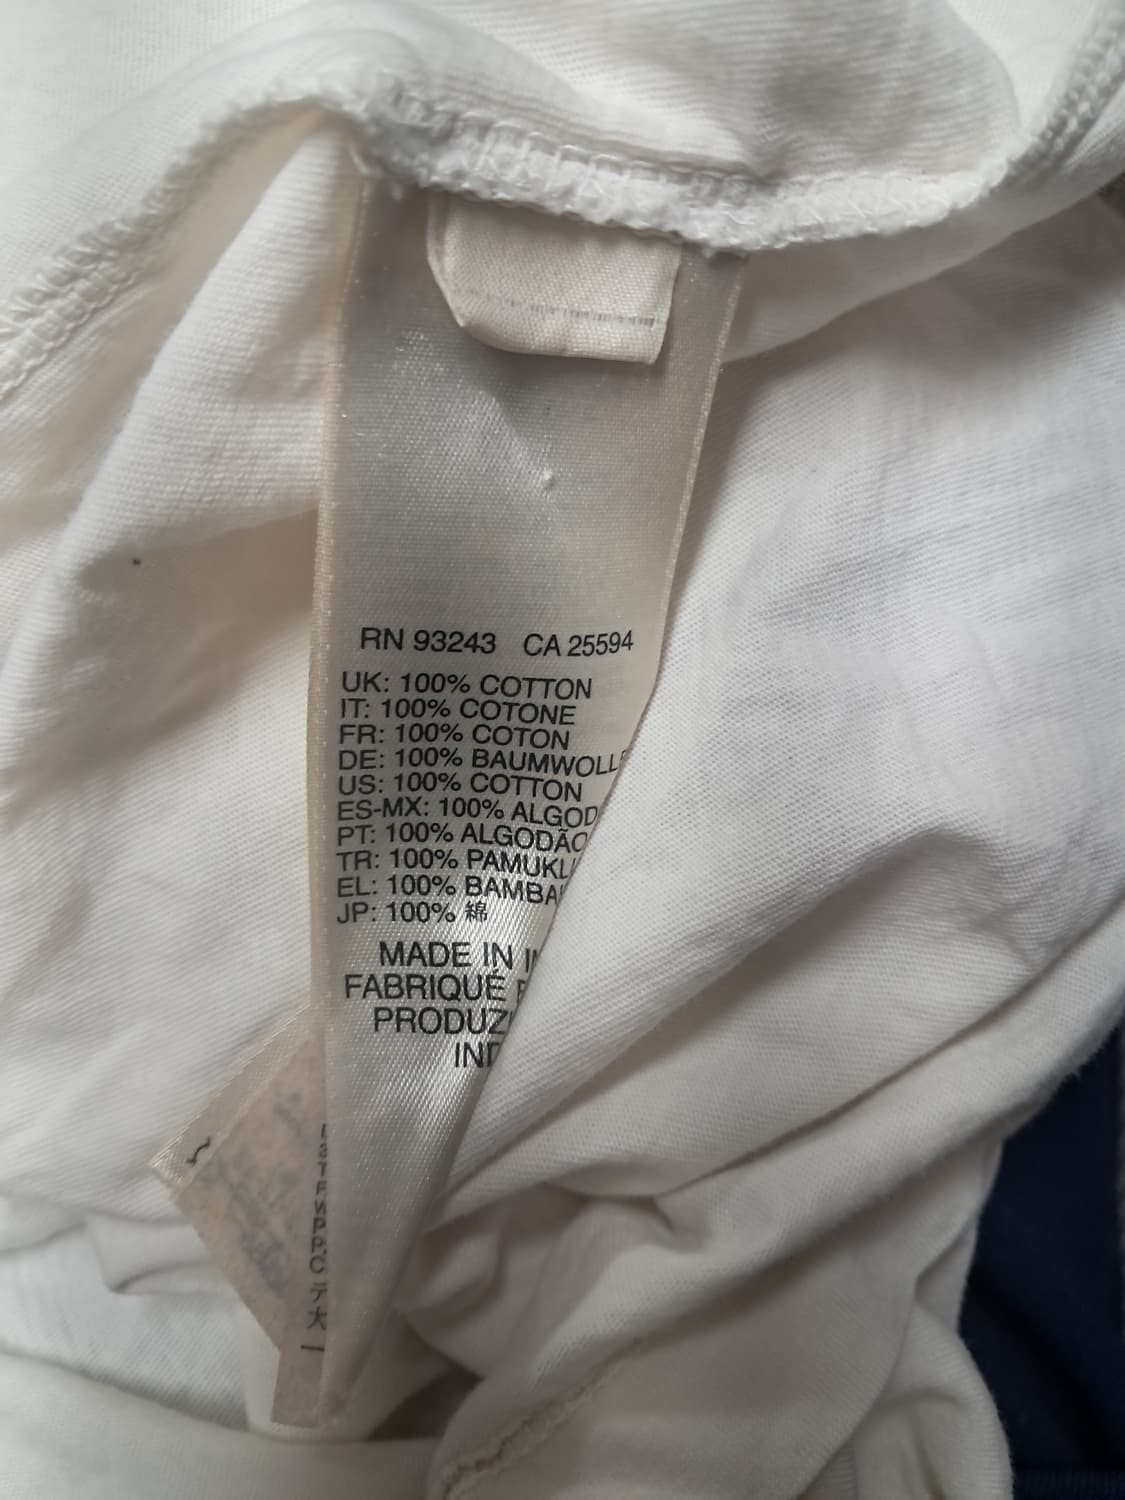 RN 93243 CA 25594
UK: 100% COTTON
IT: 100% COTONE
FR: 100% COTON
DE: 100% BAUMWOLL
US: 100% COTTON
ES-MX: 100% ALGOD
PT: 100% ALGODÃO
TR: 100% PAMUKL
EL: 100% BAMBA
JP: 100% 綿
MADE IN
FABRIQUÉ
PRODUZ
IND